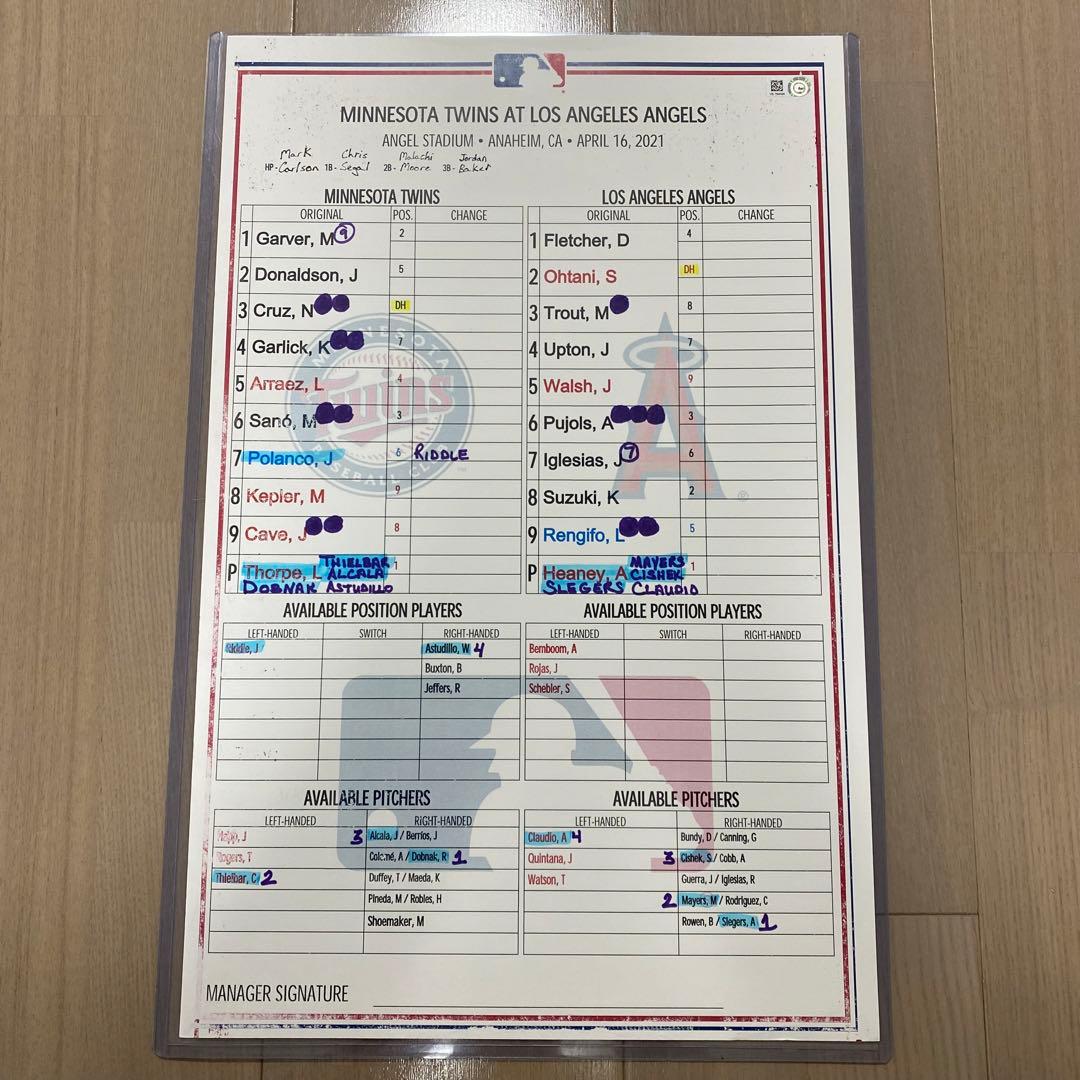 MINNESOTA TWINS AT LOS ANGELES ANGELS
ANGEL STADIUM • ANAHEIM, CA • APRIL 16, 2021
HP- Mark Carlson 1B- Chris Segal 2B- Malachi Moore 3B- Jordan Baker
MINNESOTA TWINS
ORIGINAL POS. CHANGE
1 Garver, M 9 2
2 Donaldson, J 5
3 Cruz, N DH
4 Garlick, K 7
5 Arraez, L 4
6 Sanó, M 3
7 Polanco, J 6 RIDDLE
8 Kepler, M 9
9 Cave, J 8
P Thorpe, L THIELBAR 1
ALCALA
DOBNAK ASTUDILLO
LOS ANGELES ANGELS
ORIGINAL POS. CHANGE
1 Fletcher, D 4
2 Ohtani, S DH
3 Trout, M 8
4 Upton, J 7
5 Walsh, J 9
6 Pujols, A 3
7 Iglesias, J 7 6
8 Suzuki, K 2
9 Rengifo, L 5
P Heaney, A MAYERS 1
CISHEK
SLEGERS CLAUDIO
MINNESOTA
Twins
BASEBALL CLUB
A
AVAILABLE POSITION PLAYERS
LEFT-HANDED SWITCH RIGHT-HANDED
Riddle, J Astudillo, W 4
Buxton, B
Jeffers, R
AVAILABLE POSITION PLAYERS
LEFT-HANDED SWITCH RIGHT-HANDED
Bemboom, A
Rojas, J
Schebler, S
AVAILABLE PITCHERS
LEFT-HANDED RIGHT-HANDED
Happ, J 3 Alcala, J / Berríos, J
Rogers, T Colomé, A / Dobnak, R 1
Thielbar, C 2 Duffey, T / Maeda, K
Pineda, M / Robles, H
Shoemaker, M
AVAILABLE PITCHERS
LEFT-HANDED RIGHT-HANDED
Claudio, A 4 Bundy, D / Canning, G
Quintana, J 3 Cishek, S / Cobb, A
Watson, T Guerra, J / Iglesias, R
2 Mayers, M / Rodriguez, C
Rowen, B / Slegers, A 1
MANAGER SIGNATURE